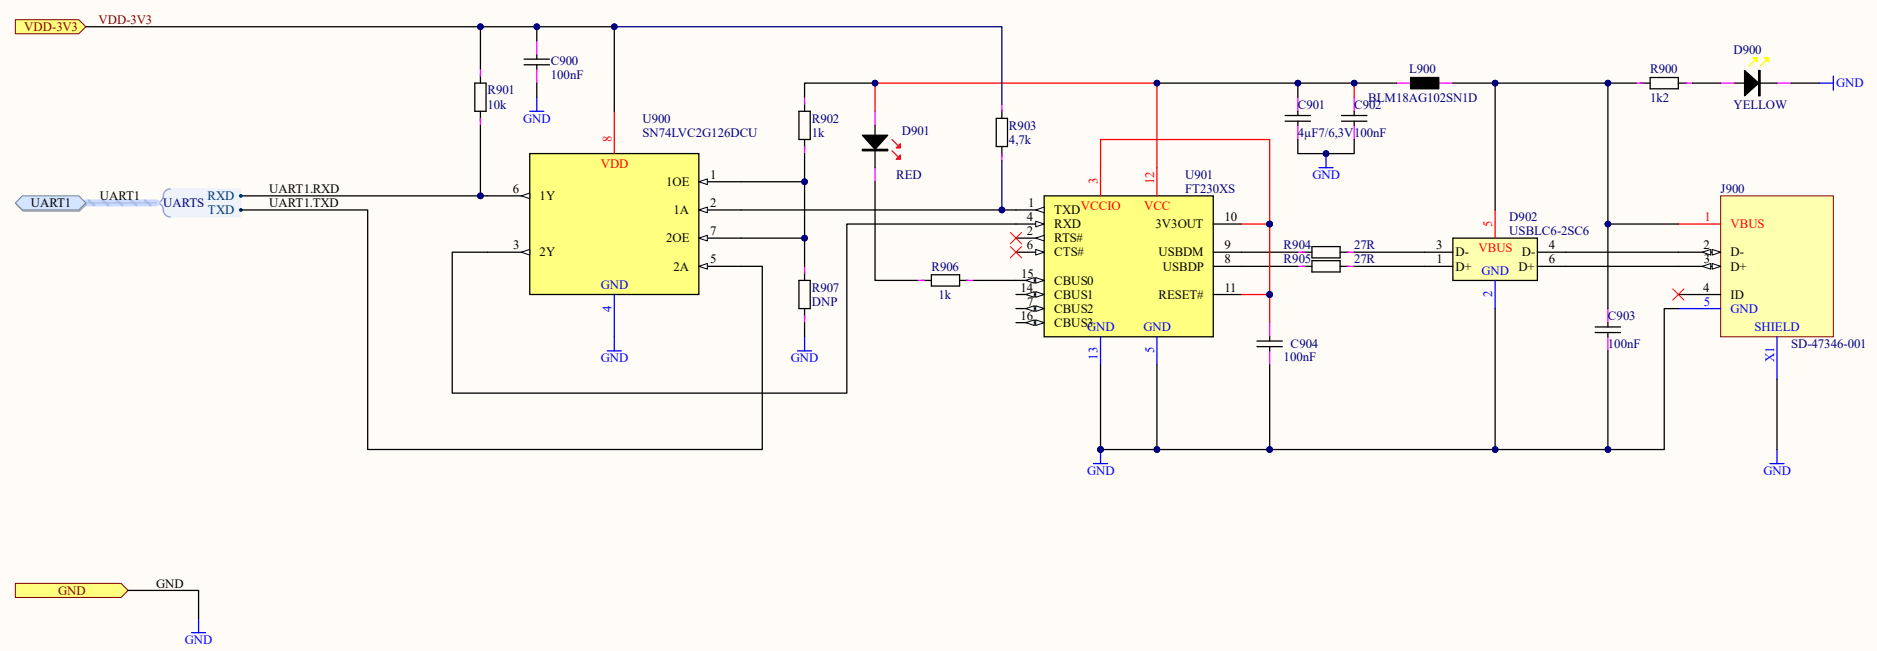 VDD-3V3
VDD-3V3
R901
10k
C900
100nF
GND
U900
SN74LVC2G126DCU
8
VDD
6
1Y
3
2Y
1OE
1
1A
2
2OE
7
2A
5
GND
4
GND
UART1
UART1
UARTS
RXD
TXD
UART1.RXD
UART1.TXD
R902
1k
R907
DNP
GND
D901
RED
R903
4,7k
R906
1k
U901
FT230XS
3
VCCIO
12
VCC
1
TXD
4
RXD
2
RTS#
6
CTS#
15
CBUS0
14
CBUS1
7
CBUS2
16
CBUS3
3V3OUT
10
USBDM
9
USBDP
8
RESET#
11
GND
13
GND
5
GND
C904
100nF
R904
27R
R905
27R
C901
4µF7/6,3V
C902
100nF
GND
L900
BLM18AG102SN1D
D902
USBLC6-2SC6
5
VBUS
3
D-
1
D+
D-
4
D+
6
GND
2
R900
1k2
D900
YELLOW
GND
C903
100nF
J900
1
VBUS
2
D-
3
D+
4
ID
5
GND
SHIELD
X1
SD-47346-001
GND
GND
GND
GND